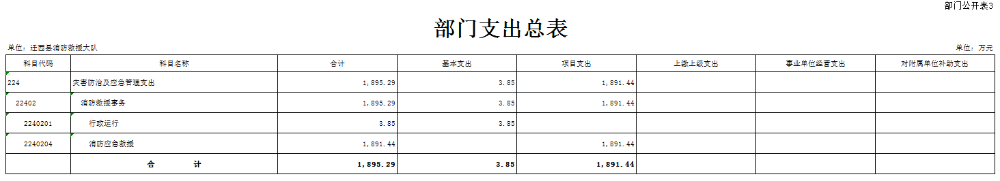 部门公开表3
部门支出总表
单位：迁西县消防救援大队 单位：万元
科目代码 科目名称 合计 基本支出 项目支出 上缴上级支出 事业单位经营支出 对附属单位补助支出
224 灾害防治及应急管理支出 1,895.29 3.85 1,891.44
22402 消防救援事务 1,895.29 3.85 1,891.44
2240201 行政运行 3.85 3.85
2240204 消防应急救援 1,891.44 1,891.44
合 计 1,895.29 3.85 1,891.44